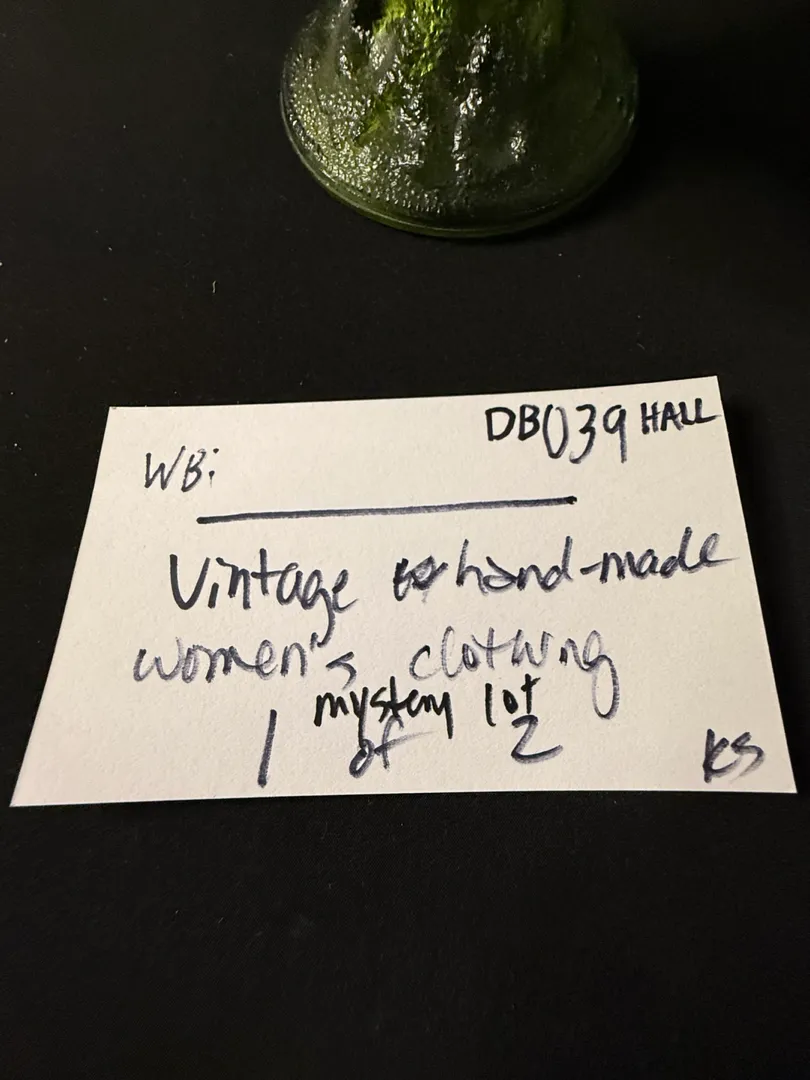 DB039 HALL
WB:
Vintage hand-made
women's clothing
mystery lot
1 of 2
KS